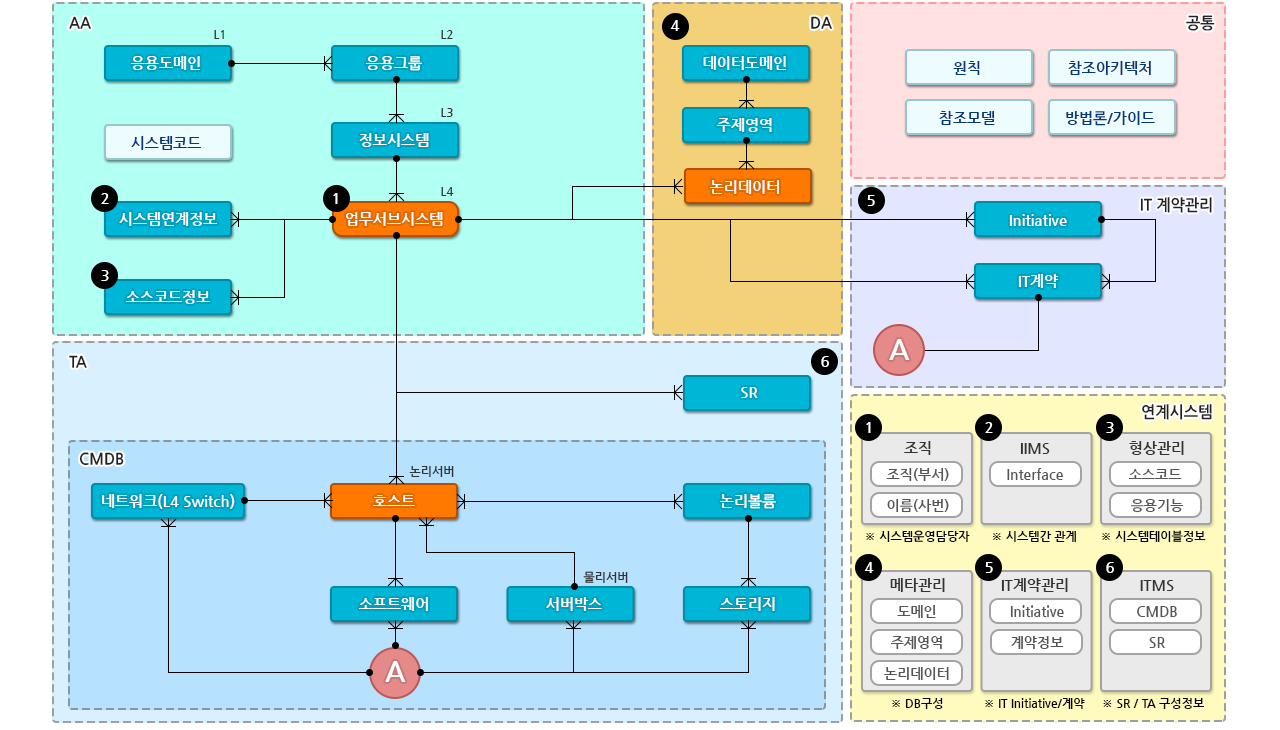 AA
L1
응용도메인
L2
응용그룹
시스템코드
L3
정보시스템
2
시스템연계정보
1
L4
업무서브시스템
3
소스코드정보
4
DA
데이터도메인
주제영역
논리데이터
공통
원칙
참조아키텍처
참조모델
방법론/가이드
5
IT 계약관리
Initiative
IT계약
A
TA
6
SR
CMDB
네트워크(L4 Switch)
논리서버
호스트
논리볼륨
소프트웨어
물리서버
서버박스
스토리지
A
연계시스템
1
조직
조직(부서)
이름(사번)
※ 시스템운영담당자
2
IIMS
Interface
※ 시스템간 관계
3
형상관리
소스코드
응용기능
※ 시스템테이블정보
4
메타관리
도메인
주제영역
논리데이터
※ DB구성
5
IT계약관리
Initiative
계약정보
※ IT Initiative/계약
6
ITMS
CMDB
SR
※ SR / TA 구성정보